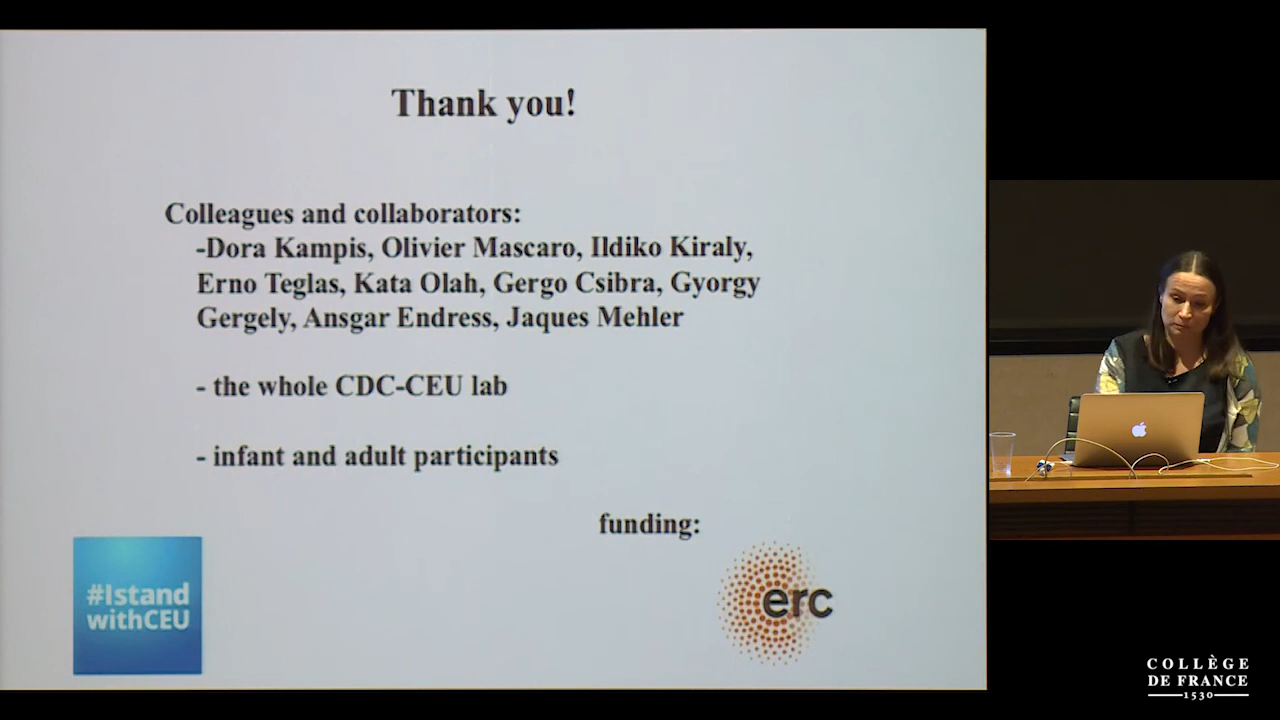 Thank you!
Colleagues and collaborators:
-Dora Kampis, Olivier Mascaro, Ildiko Kiraly,
Erno Teglas, Kata Olah, Gergo Csibra, Gyorgy
Gergely, Ansgar Endress, Jaques Mehler
- the whole CDC-CEU lab
- infant and adult participants
funding:
#Istand
withCEU
erc
COLLÈGE
DE FRANCE
1530